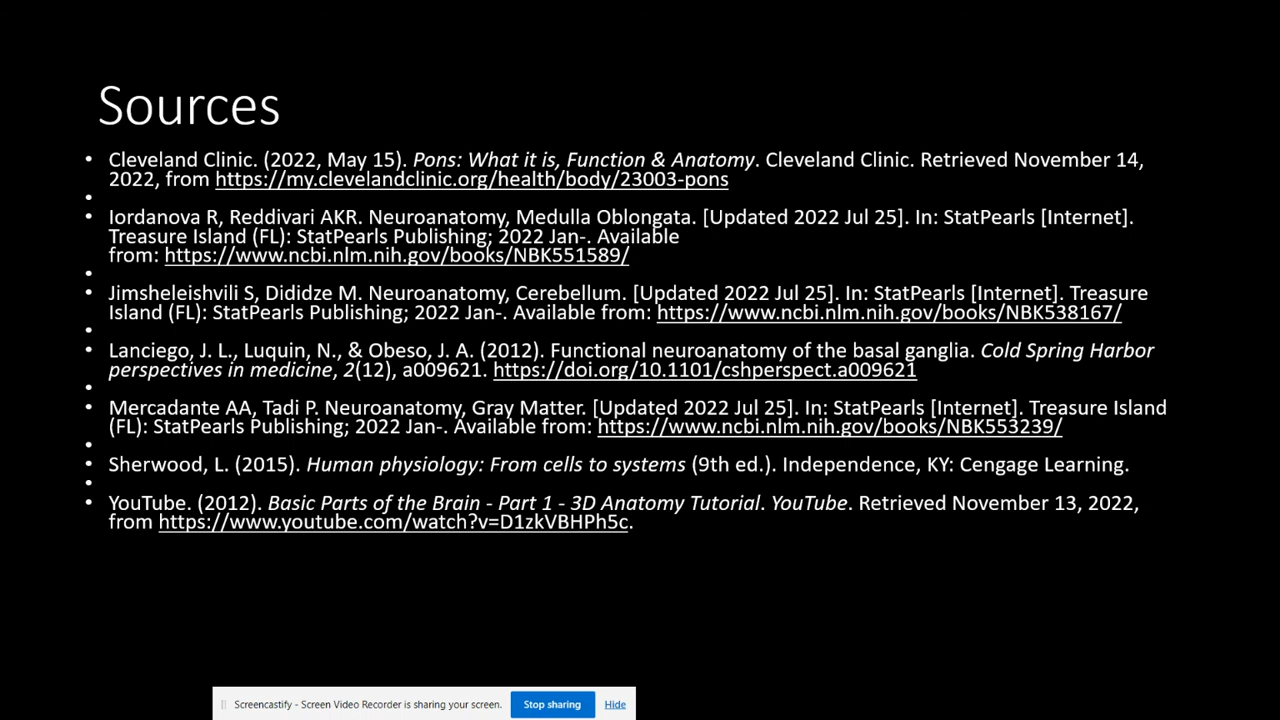 Sources
• Cleveland Clinic. (2022, May 15). Pons: What it is, Function & Anatomy. Cleveland Clinic. Retrieved November 14,
2022, from https://my.clevelandclinic.org/health/body/23003-pons
•
• Iordanova R, Reddivari AKR. Neuroanatomy, Medulla Oblongata. [Updated 2022 Jul 25]. In: StatPearls [Internet].
Treasure Island (FL): StatPearls Publishing; 2022 Jan-. Available
from: https://www.ncbi.nlm.nih.gov/books/NBK551589/
•
• Jimsheleishvili S, Dididze M. Neuroanatomy, Cerebellum. [Updated 2022 Jul 25]. In: StatPearls [Internet]. Treasure
Island (FL): StatPearls Publishing; 2022 Jan-. Available from: https://www.ncbi.nlm.nih.gov/books/NBK538167/
•
• Lanciego, J. L., Luquin, N., & Obeso, J. A. (2012). Functional neuroanatomy of the basal ganglia. Cold Spring Harbor
perspectives in medicine, 2(12), a009621. https://doi.org/10.1101/cshperspect.a009621
•
• Mercadante AA, Tadi P. Neuroanatomy, Gray Matter. [Updated 2022 Jul 25]. In: StatPearls [Internet]. Treasure Island
(FL): StatPearls Publishing; 2022 Jan-. Available from: https://www.ncbi.nlm.nih.gov/books/NBK553239/
•
• Sherwood, L. (2015). Human physiology: From cells to systems (9th ed.). Independence, KY: Cengage Learning.
•
• YouTube. (2012). Basic Parts of the Brain - Part 1 - 3D Anatomy Tutorial. YouTube. Retrieved November 13, 2022,
from https://www.youtube.com/watch?v=D1zkVBHPh5c.
Screencastify - Screen Video Recorder is sharing your screen. Stop sharing Hide